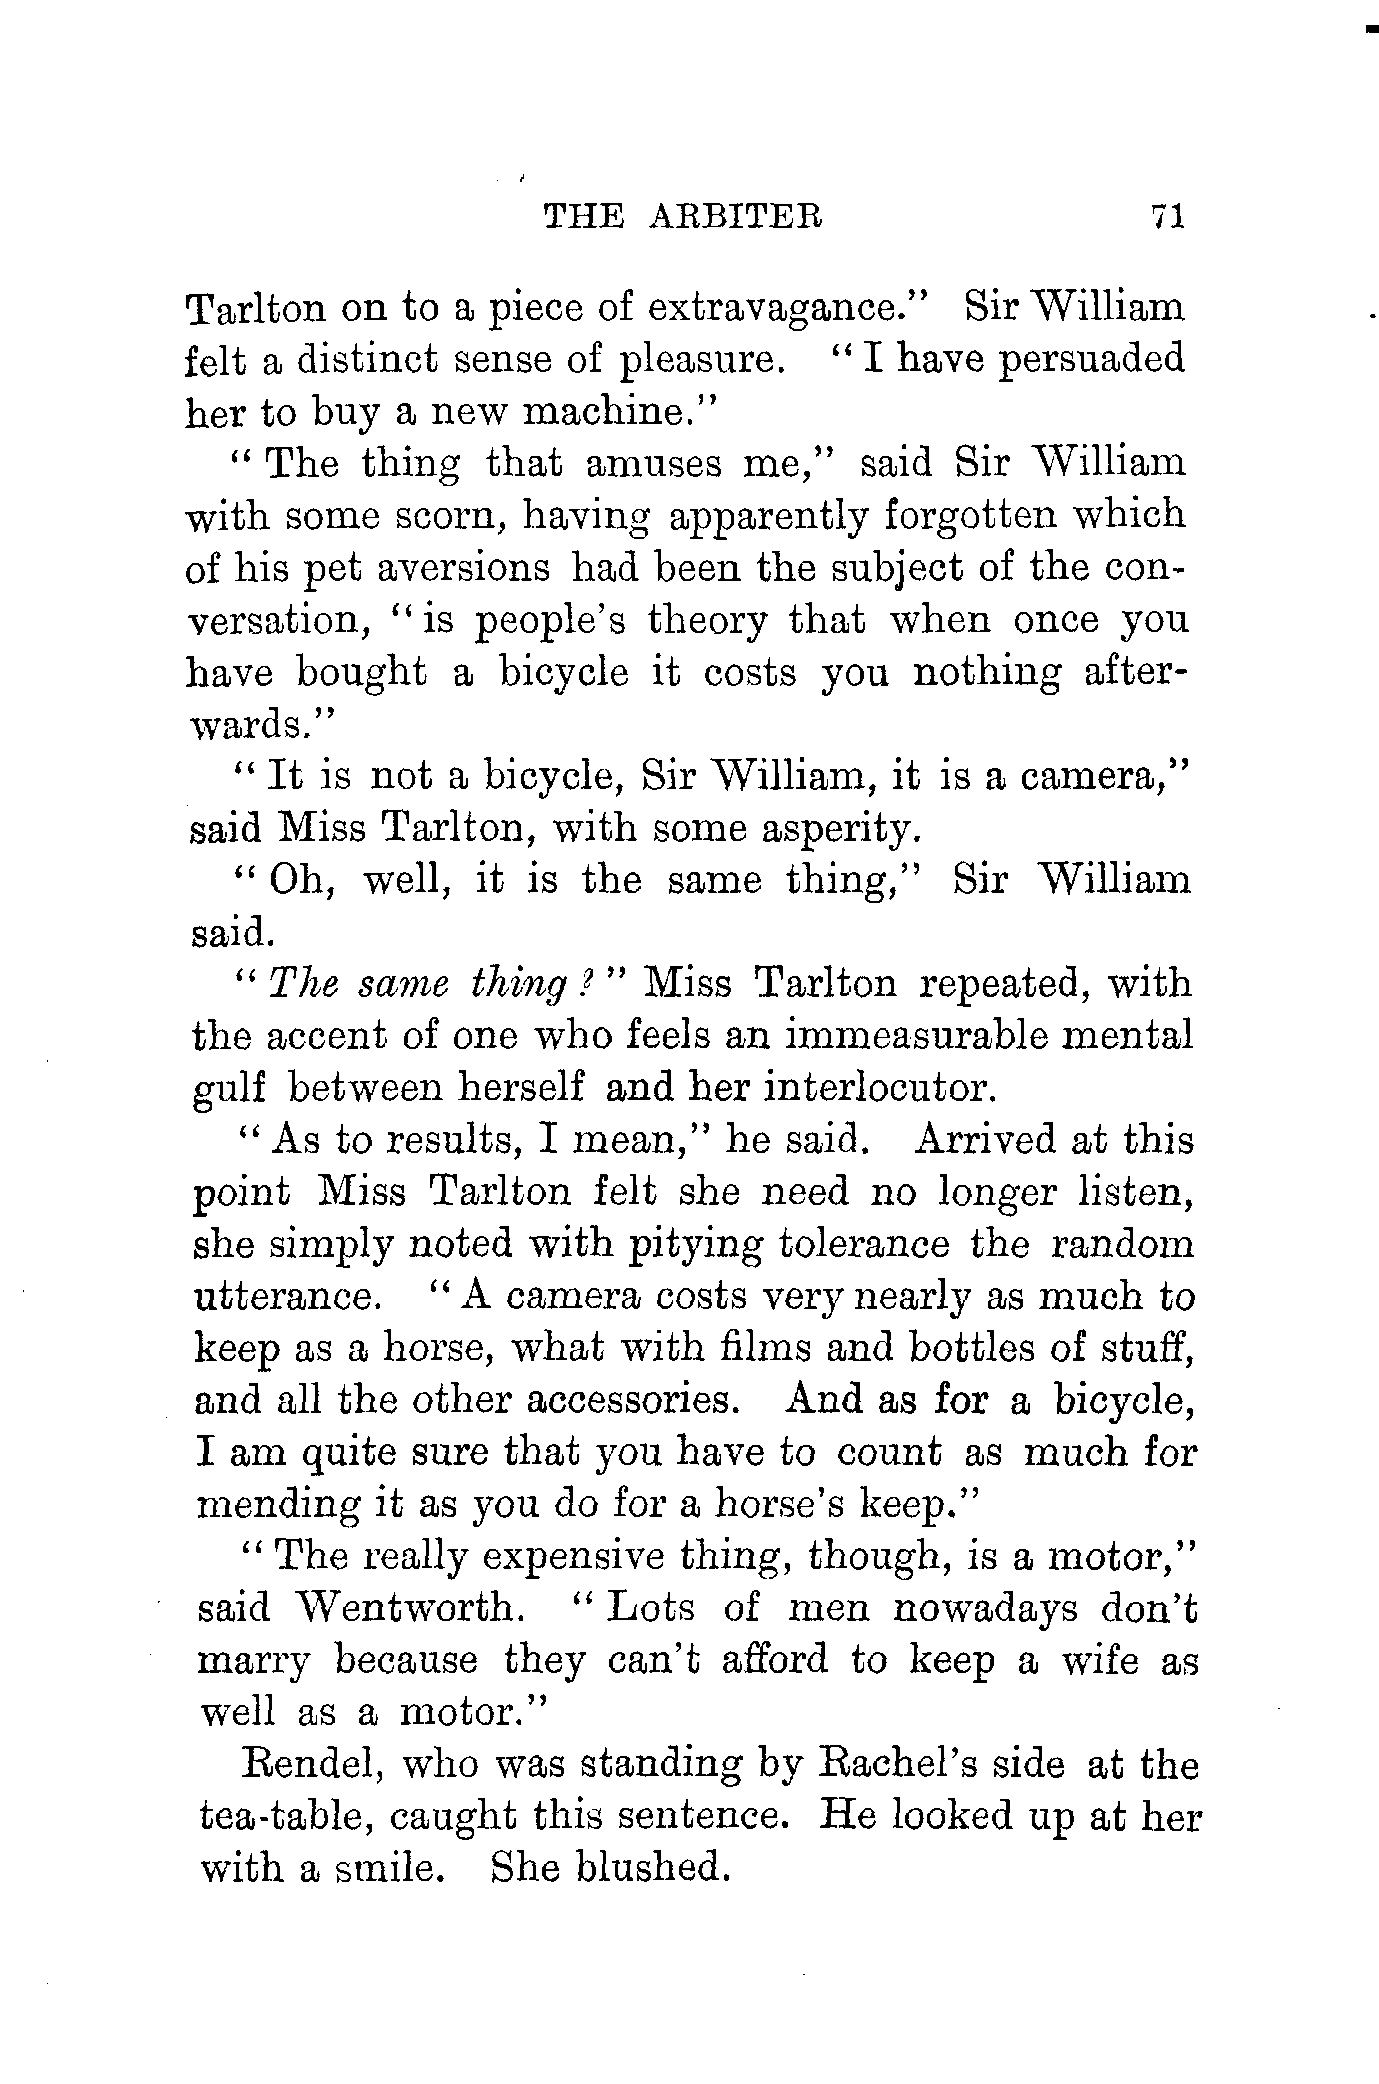 THE ARBITER 71
Tarlton on to a piece of extravagance." Sir William
felt a distinct sense of pleasure. "I have persuaded
her to buy a new machine."
"The thing that amuses me," said Sir William
with some scorn, having apparently forgotten which
of his pet aversions had been the subject of the con-
versation, "is people's theory that when once you
have bought a bicycle it costs you nothing after-
wards."
"It is not a bicycle, Sir William, it is a camera,"
said Miss Tarlton, with some asperity.
"Oh, well, it is the same thing," Sir William
said.
"The same thing?" Miss Tarlton repeated, with
the accent of one who feels an immeasurable mental
gulf between herself and her interlocutor.
"As to results, I mean," he said. Arrived at this
point Miss Tarlton felt she need no longer listen,
she simply noted with pitying tolerance the random
utterance. "A camera costs very nearly as much to
keep as a horse, what with films and bottles of stuff,
and all the other accessories. And as for a bicycle,
I am quite sure that you have to count as much for
mending it as you do for a horse's keep."
"The really expensive thing, though, is a motor,"
said Wentworth. "Lots of men nowadays don't
marry because they can't afford to keep a wife as
well as a motor."
Rendel, who was standing by Rachel's side at the
tea-table, caught this sentence. He looked up at her
with a smile. She blushed.